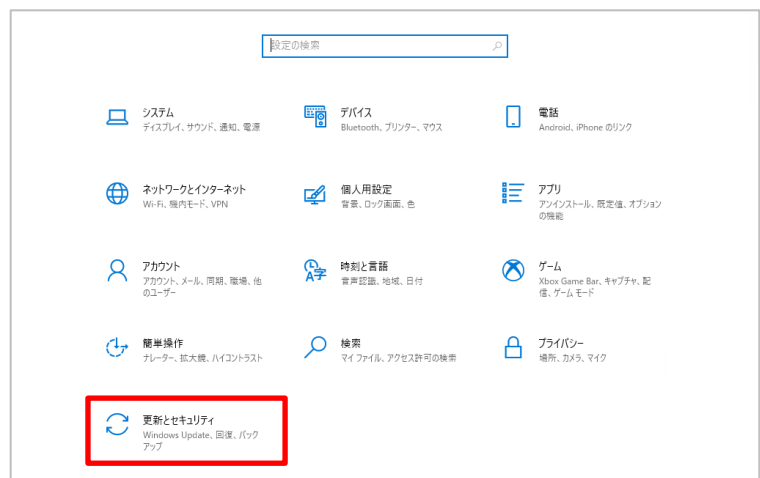 設定の検索
システム
ディスプレイ、サウンド、通知、電源
デバイス
Bluetooth、プリンター、マウス
電話
Android、iPhone のリンク
ネットワークとインターネット
Wi-Fi、機内モード、VPN
個人用設定
背景、ロック画面、色
アプリ
アンインストール、既定値、オプション
の機能
アカウント
アカウント、メール、同期、職場、他
のユーザー
時刻と言語
音声認識、地域、日付
ゲーム
Xbox Game Bar、キャプチャ、配
信、ゲーム モード
簡単操作
ナレーター、拡大鏡、ハイコントラスト
検索
マイ ファイル、アクセス許可の検索
プライバシー
場所、カメラ、マイク
更新とセキュリティ
Windows Update、回復、バック
アップ